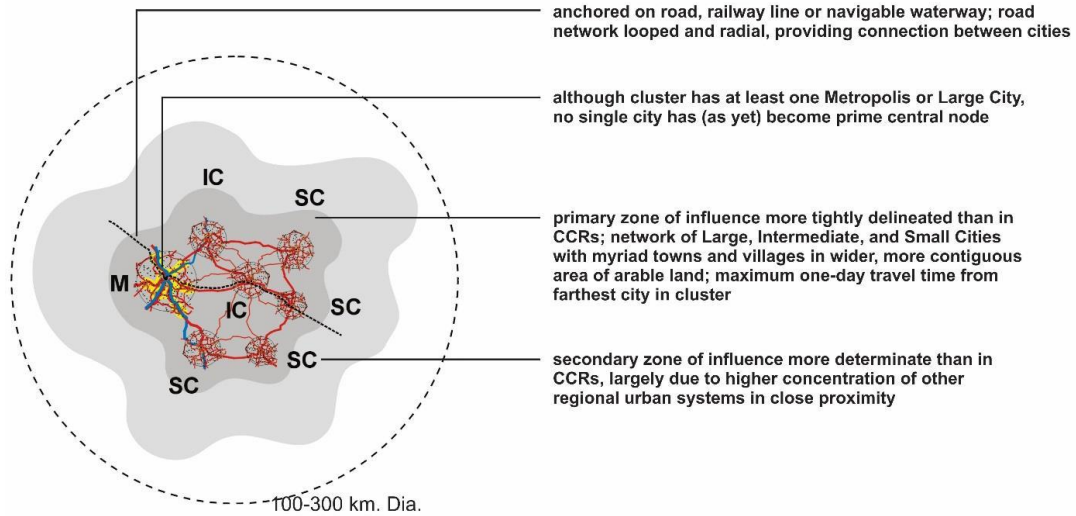 anchored on road, railway line or navigable waterway; road
network looped and radial, providing connection between cities
although cluster has at least one Metropolis or Large City,
no single city has (as yet) become prime central node
IC
SC
primary zone of influence more tightly delineated than in
CCRs; network of Large, Intermediate, and Small Cities
with myriad towns and villages in wider, more contiguous
area of arable land; maximum one-day travel time from
farthest city in cluster
M
IC
SC
SC
SC
secondary zone of influence more determinate than in
CCRs, largely due to higher concentration of other
regional urban systems in close proximity
100-300 km. Dia.